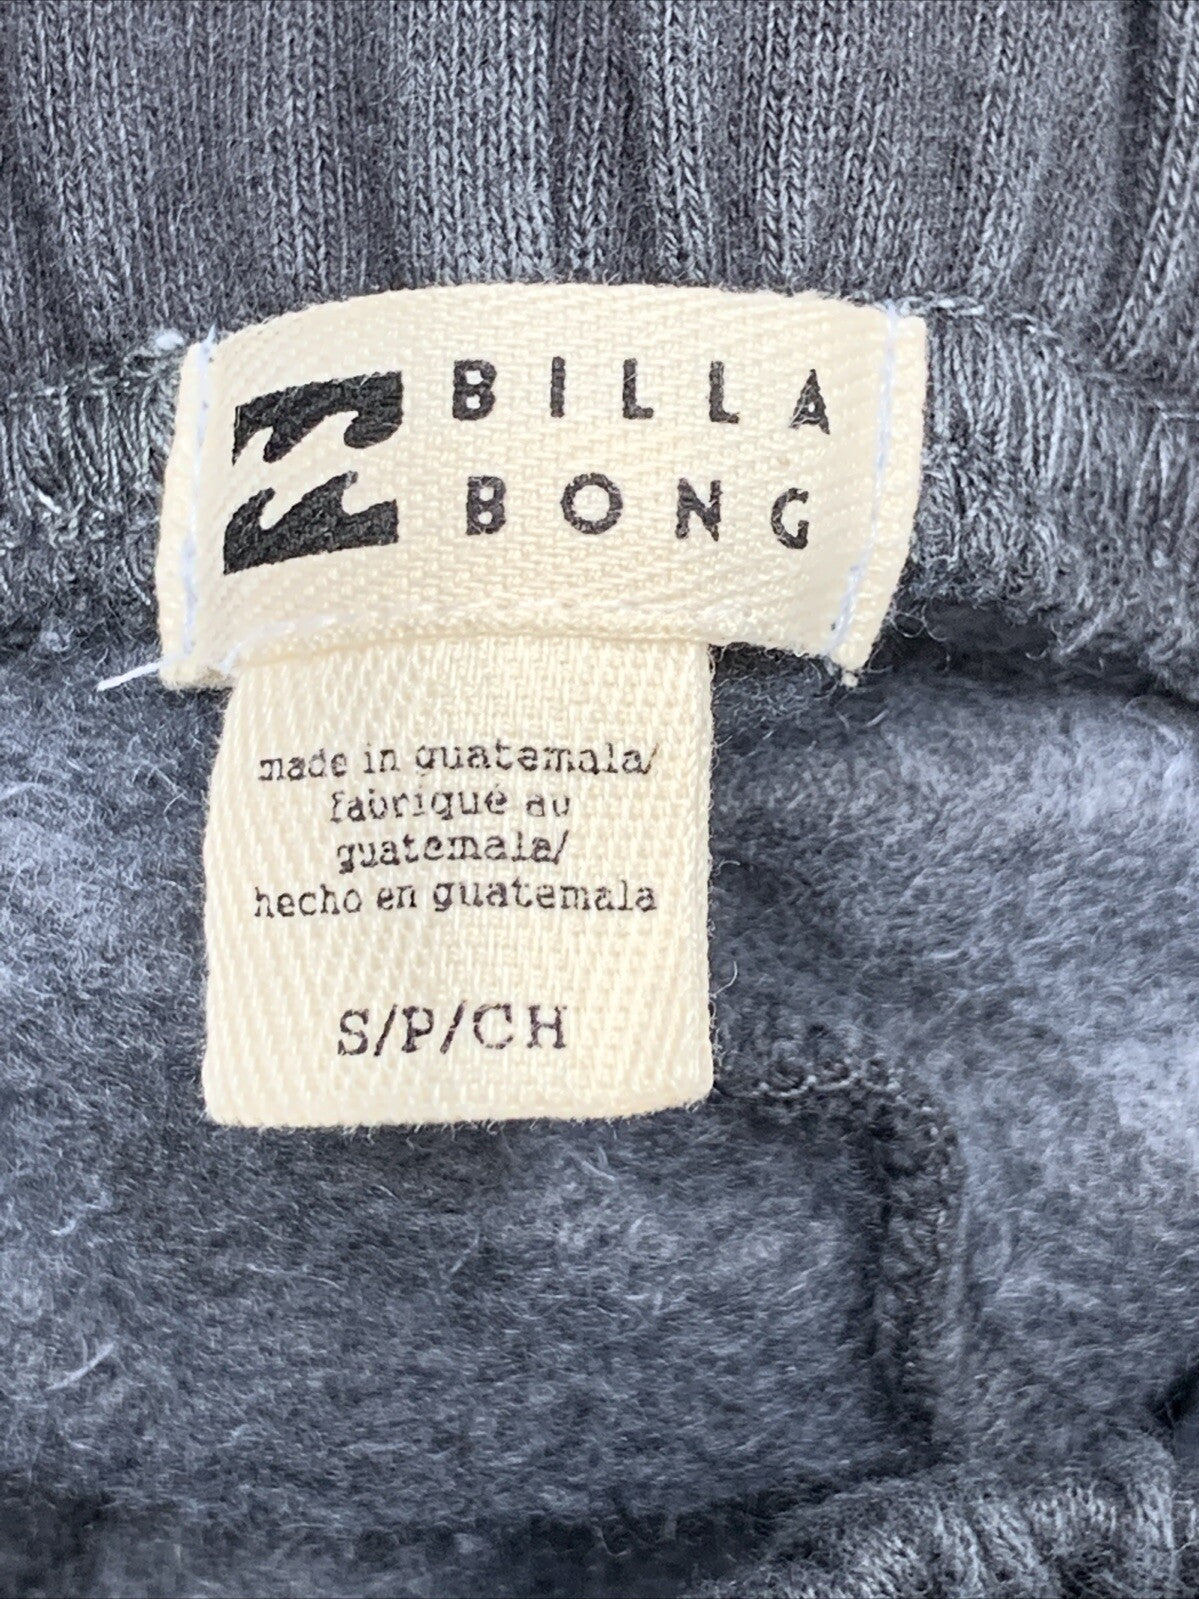 BILLA
BONG
made in guatemala/
fabriqué au
guatemala/
hecho en guatemala
S/P/CH